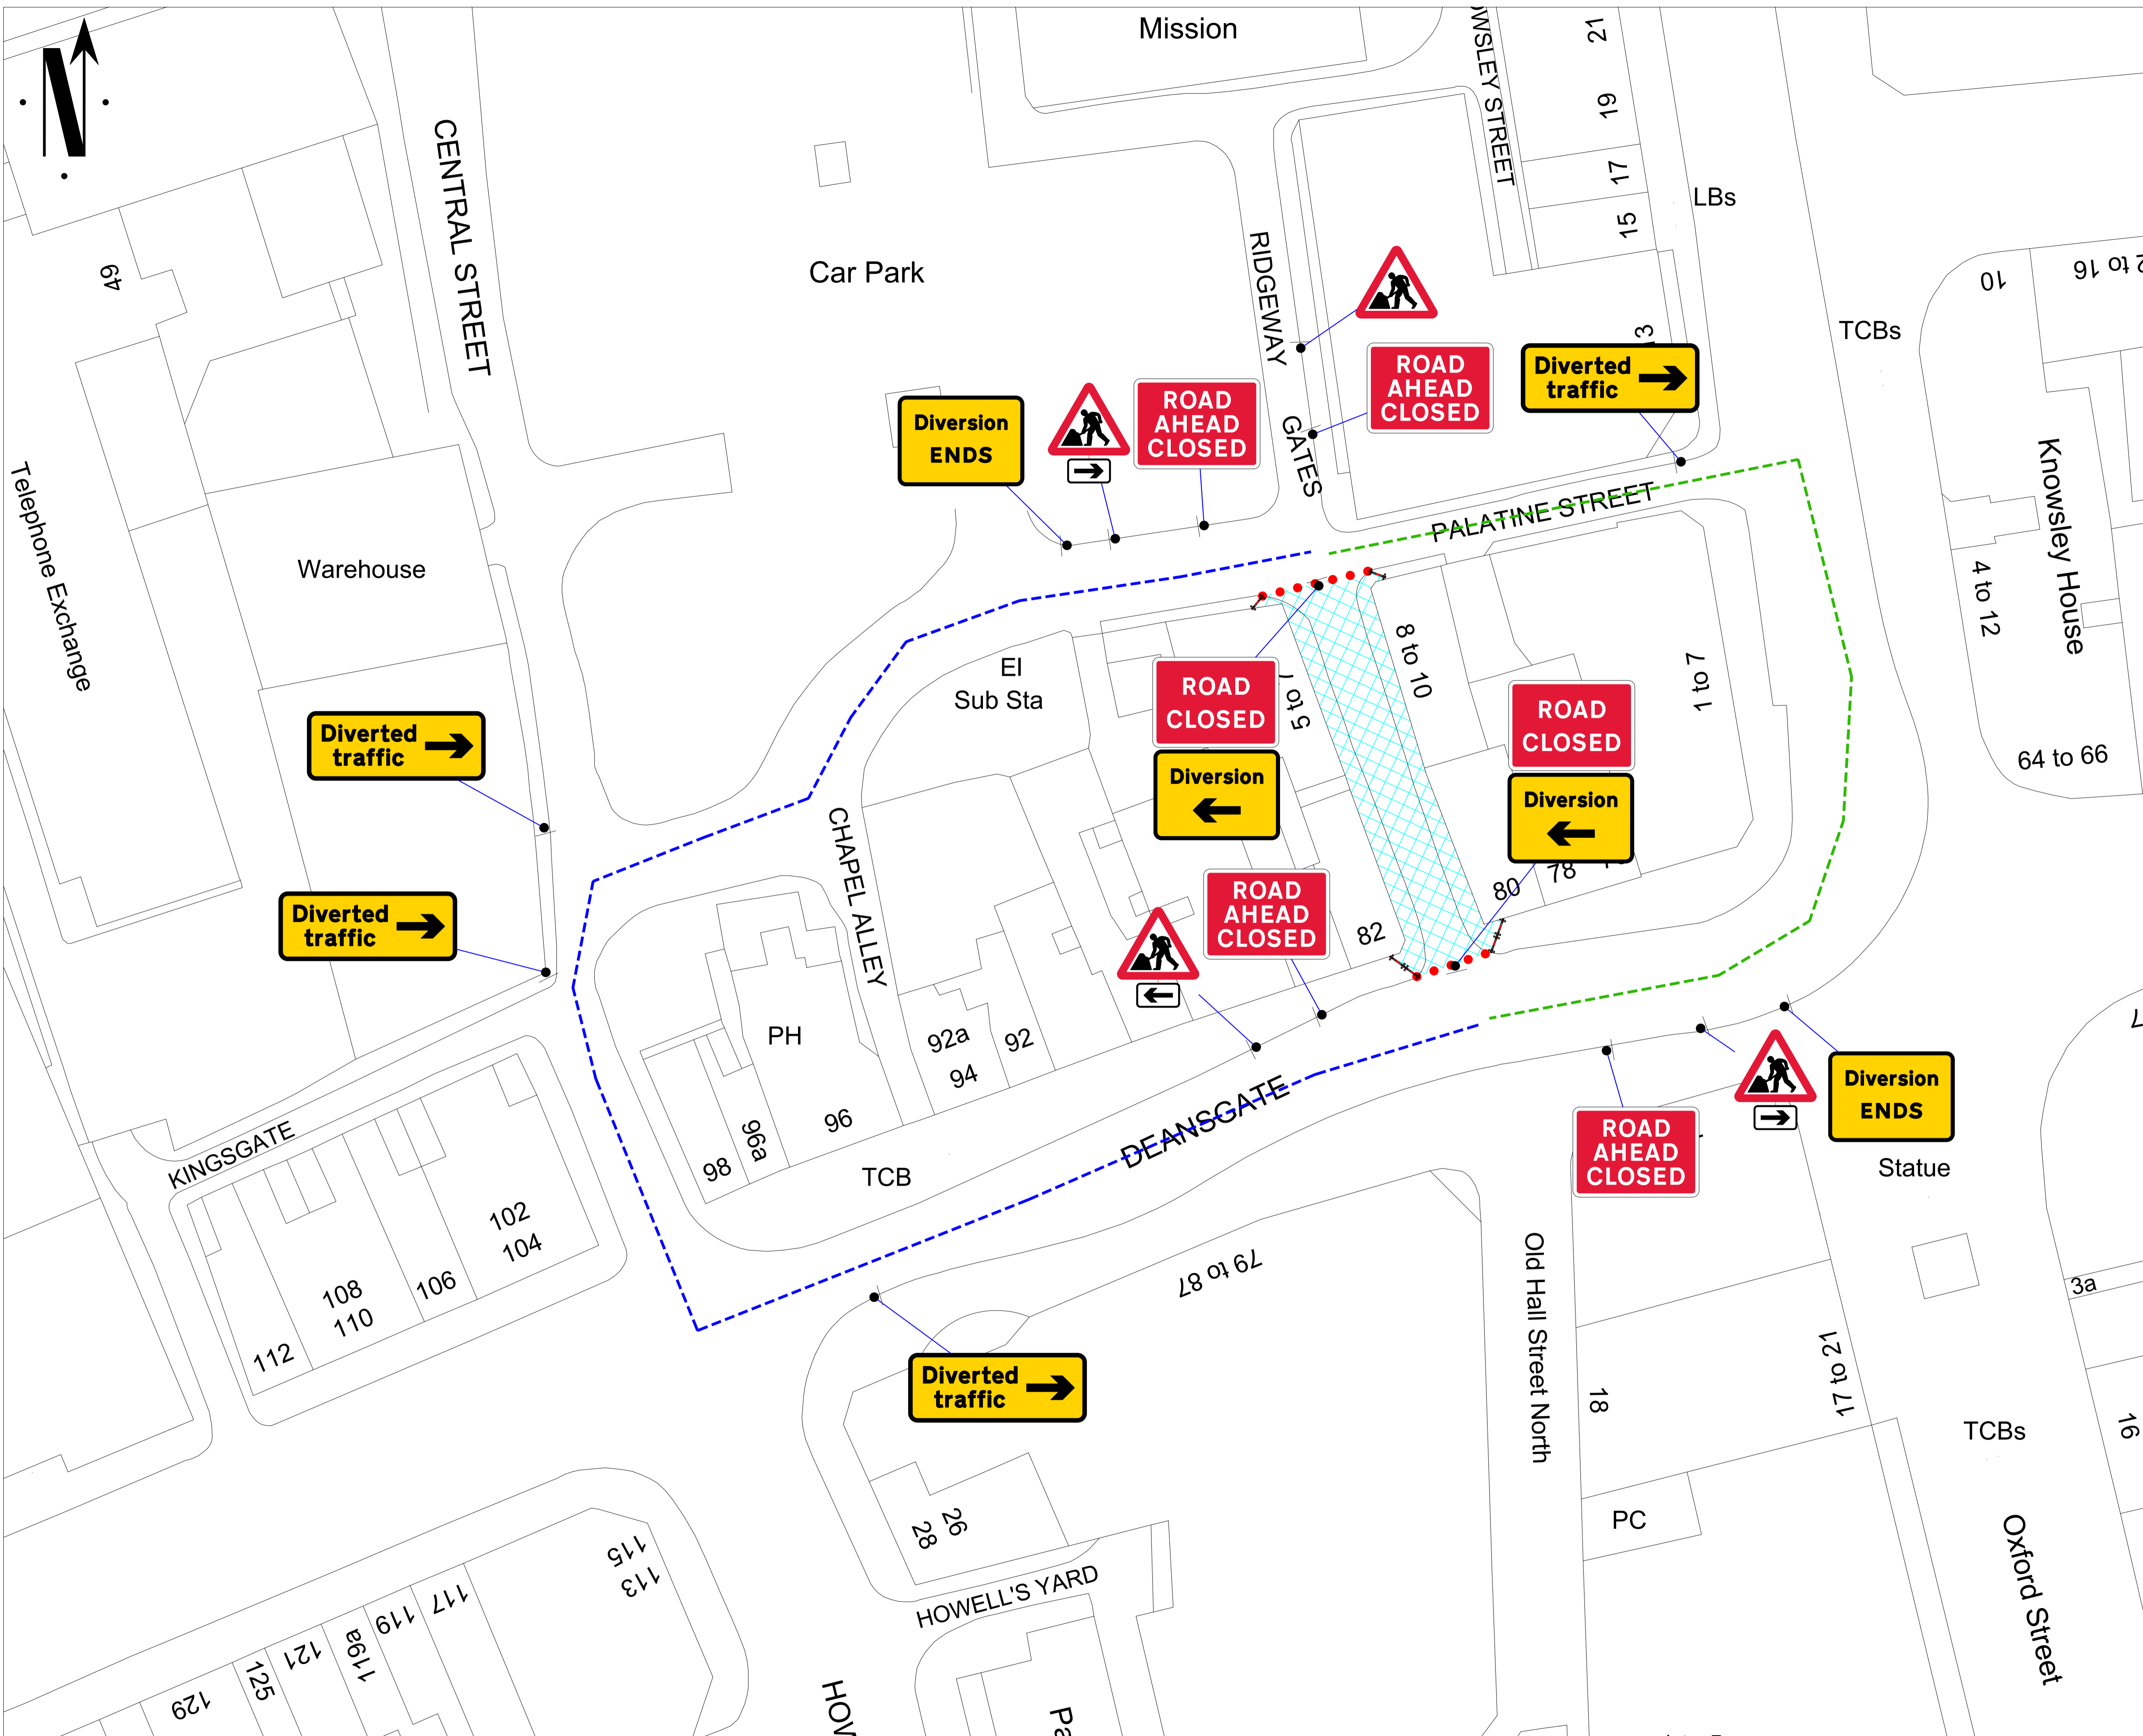 Mission
OWSLEY STREET
21
19
17
15
LBs
CENTRAL STREET
N
49
Car Park
RIDGEWAY
GATES
TCBs
10
2 to 16
Knowsley House
4 to 12
64 to 66
ROAD
AHEAD
CLOSED
Diverted
traffic
Diversion
ENDS
ROAD
AHEAD
CLOSED
PALATINE STREET
Telephone Exchange
Warehouse
El
Sub Sta
8 to 10
1 to 7
ROAD
CLOSED
Diversion
ROAD
CLOSED
Diversion
Diverted
traffic
Diverted
traffic
CHAPEL ALLEY
ROAD
AHEAD
CLOSED
82
80
78
PH
92a
92
94
96
96a
98
TCB
DEANSGATE
KINGSGATE
102
104
106
108
110
112
79 to 87
Diverted
traffic
ROAD
AHEAD
CLOSED
Diversion
ENDS
Statue
3a
Old Hall Street North
18
17 to 21
TCBs
16
PC
Oxford Street
26
28
HOWELL'S YARD
115
113
117
119
119a
121
125
129